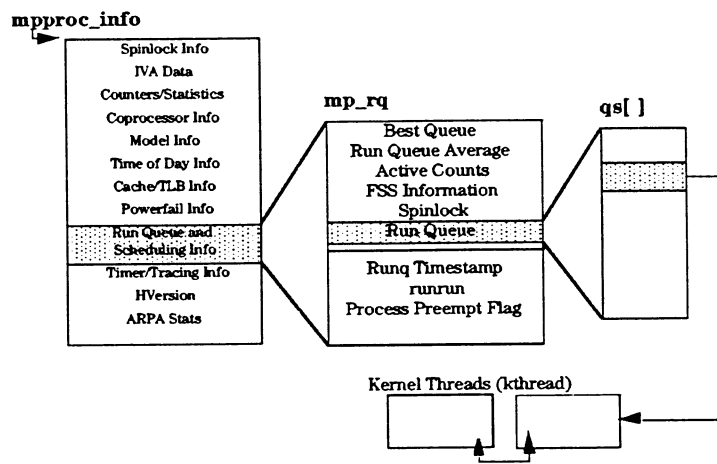 mpproc_info
Spinlock Info
IVA Data
Counters/Statistics
Coprocessor Info
Model Info
Time of Day Info
Cache/TLB Info
Powerfail Info
Run Queue and
Scheduling Info
Timer/Tracing Info
HVersion
ARPA Stats
mp_rq
Best Queue
Run Queue Average
Active Counts
FSS Information
Spinlock
Run Queue
Runq Timestamp
runrun
Process Preempt Flag
qs[ ]
Kernel Threads (kthread)